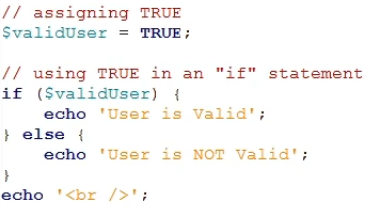 // assigning TRUE
$validUser = TRUE;
// using TRUE in an "if" statement
if ($validUser) {
echo 'User is Valid';
} else {
echo 'User is NOT Valid';
}
echo '<br />';